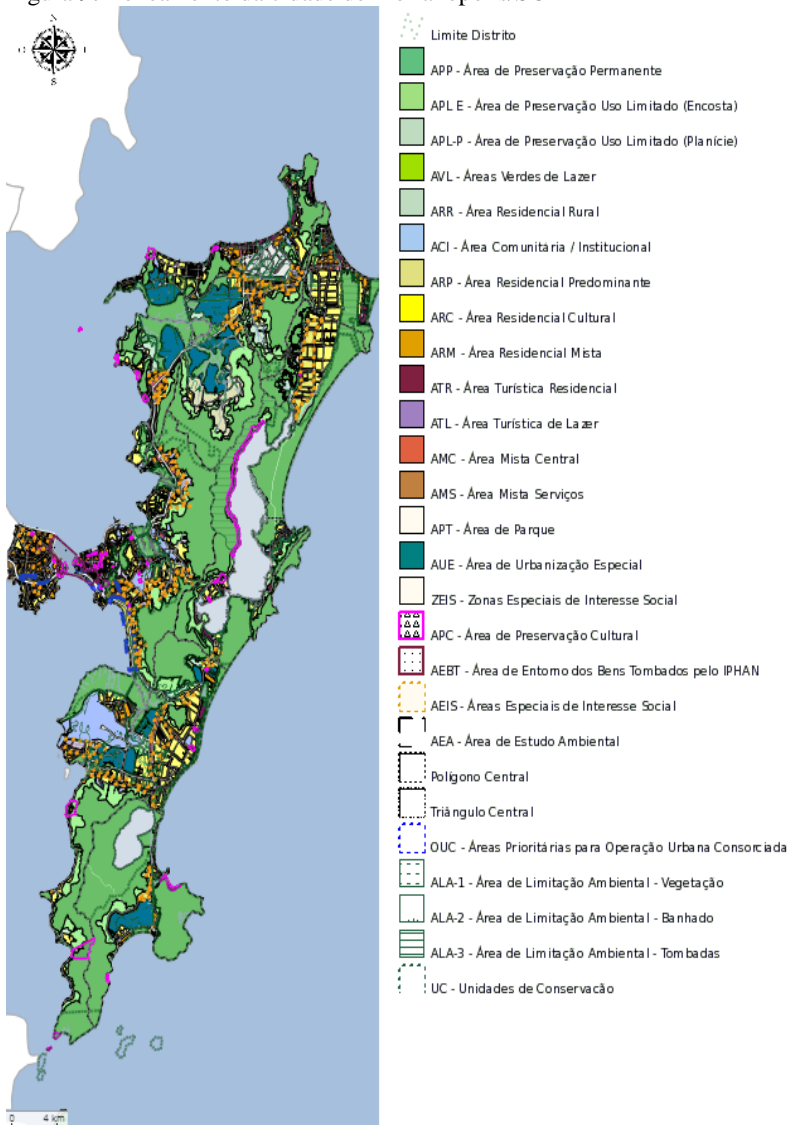 N
S
0 4 km
Limite Distrito
APP - Área de Preservação Permanente
APL E - Área de Preservação Uso Limitado (Encosta)
APL-P - Área de Preservação Uso Limitado (Planície)
AVL - Áreas Verdes de Lazer
ARR - Área Residencial Rural
ACI - Área Comunitária / Institucional
ARP - Área Residencial Predominante
ARC - Área Residencial Cultural
ARM - Área Residencial Mista
ATR - Área Turística Residencial
ATL - Área Turística de Lazer
AMC - Área Mista Central
AMS - Área Mista Serviços
APT - Área de Parque
AUE - Área de Urbanização Especial
ZEIS - Zonas Especiais de Interesse Social
APC - Área de Preservação Cultural
AEBT - Área de Entorno dos Bens Tombados pelo IPHAN
AEIS - Áreas Especiais de Interesse Social
AEA - Área de Estudo Ambiental
Polígono Central
Triângulo Central
OUC - Áreas Prioritárias para Operação Urbana Consorciada
ALA-1 - Área de Limitação Ambiental - Vegetação
ALA-2 - Área de Limitação Ambiental - Banhado
ALA-3 - Área de Limitação Ambiental - Tombadas
UC - Unidades de Conservação